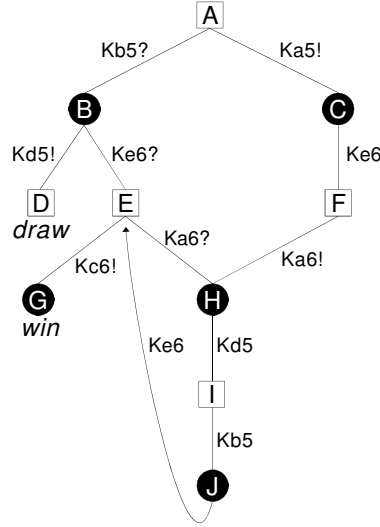 A
Kb5? Ka5!
B C
Kd5! Ke6? Ke6
D E F
draw
Kc6! Ka6? Ka6!
G H
win
Ke6 Kd5
I
Kb5
J